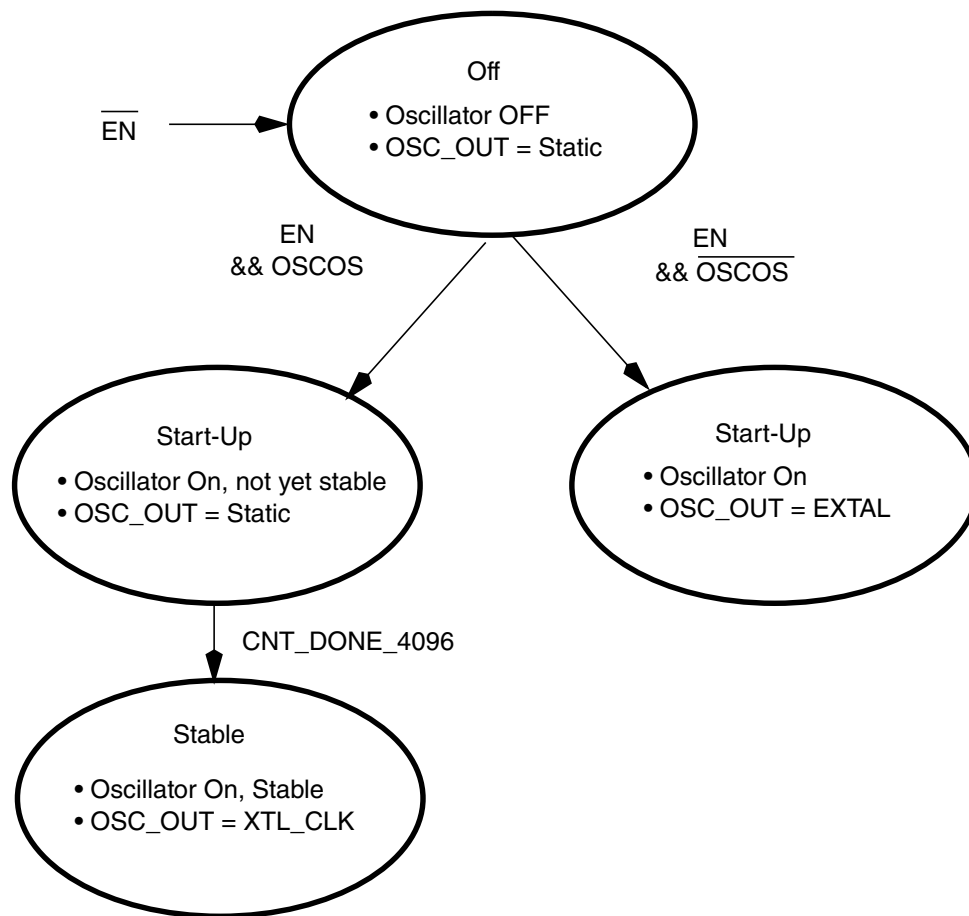 Off
EN
• Oscillator OFF
• OSC_OUT = Static
EN
&& OSCOS
EN
&& OSCOS
Start-Up
• Oscillator On, not yet stable
• OSC_OUT = Static
Start-Up
• Oscillator On
• OSC_OUT = EXTAL
CNT_DONE_4096
Stable
• Oscillator On, Stable
• OSC_OUT = XTL_CLK